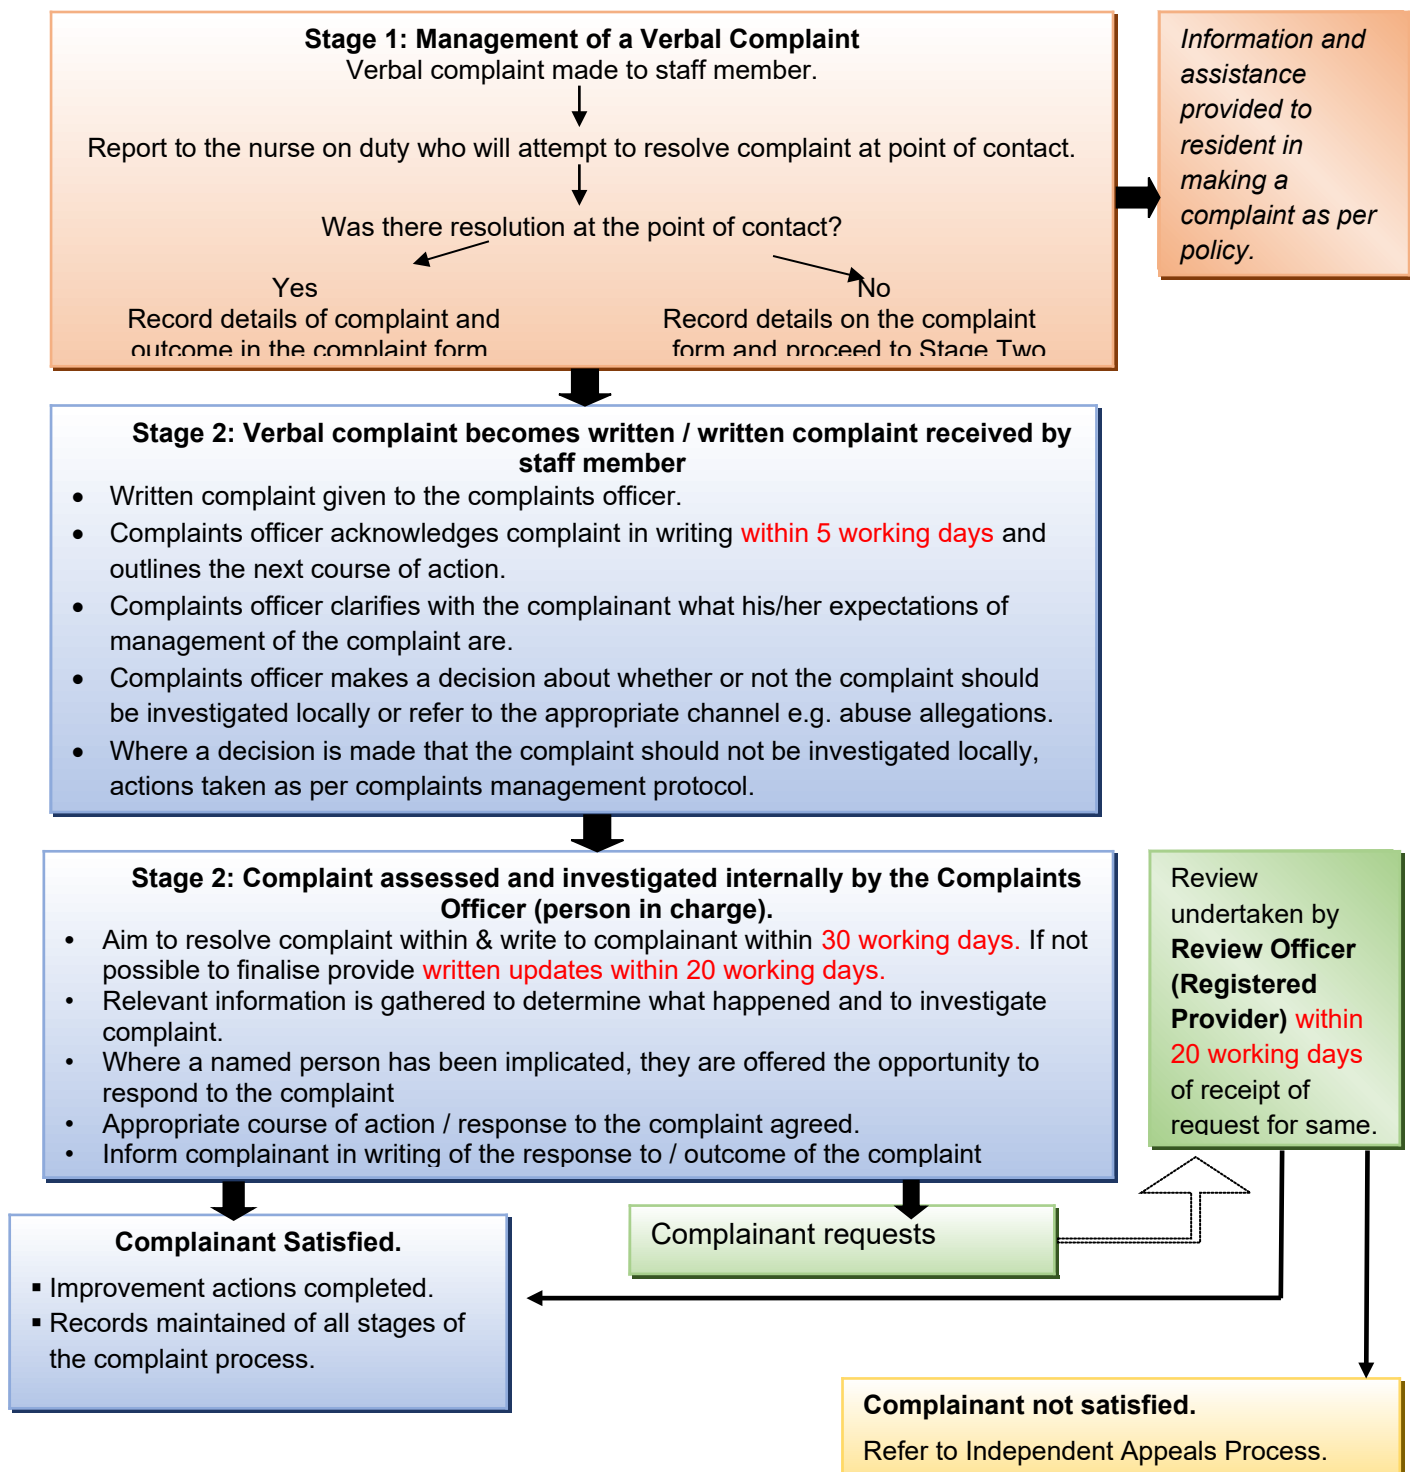 Stage 1: Management of a Verbal Complaint
Verbal complaint made to staff member.
Report to the nurse on duty who will attempt to resolve complaint at point of contact.
Was there resolution at the point of contact?
Yes
Record details of complaint and
outcome in the complaint form
No
Record details on the complaint
form and proceed to Stage Two
Information and
assistance
provided to
resident in
making a
complaint as per
policy.
Stage 2: Verbal complaint becomes written / written complaint received by
staff member
• Written complaint given to the complaints officer.
• Complaints officer acknowledges complaint in writing within 5 working days and
outlines the next course of action.
• Complaints officer clarifies with the complainant what his/her expectations of
management of the complaint are.
• Complaints officer makes a decision about whether or not the complaint should
be investigated locally or refer to the appropriate channel e.g. abuse allegations.
• Where a decision is made that the complaint should not be investigated locally,
actions taken as per complaints management protocol.
Stage 2: Complaint assessed and investigated internally by the Complaints
Officer (person in charge).
• Aim to resolve complaint within & write to complainant within 30 working days. If not
possible to finalise provide written updates within 20 working days.
• Relevant information is gathered to determine what happened and to investigate
complaint.
• Where a named person has been implicated, they are offered the opportunity to
respond to the complaint
• Appropriate course of action / response to the complaint agreed.
• Inform complainant in writing of the response to / outcome of the complaint
Review
undertaken by
Review Officer
(Registered
Provider) within
20 working days
of receipt of
request for same.
Complainant Satisfied.
▪ Improvement actions completed.
▪ Records maintained of all stages of
the complaint process.
Complainant requests
Complainant not satisfied.
Refer to Independent Appeals Process.